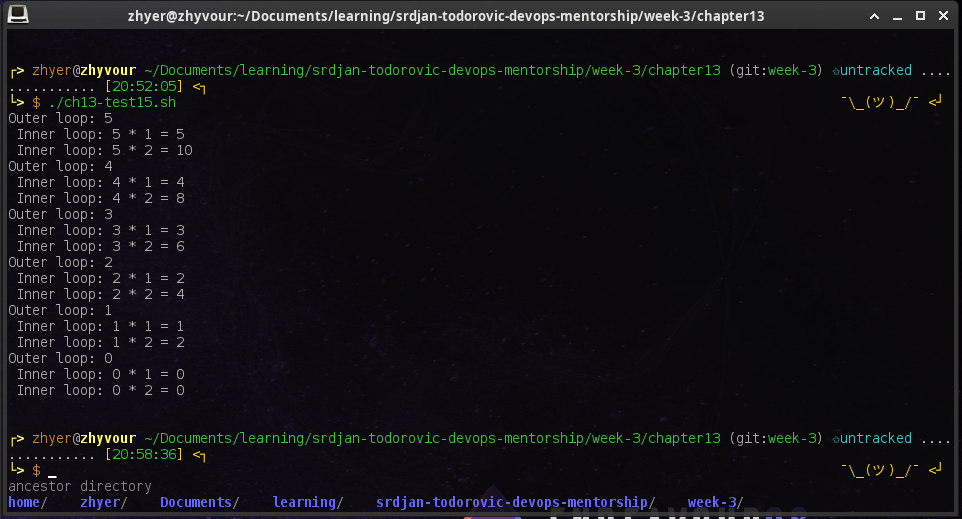 zhyer@zhyvour:~/Documents/learning/srdjan-todorovic-devops-mentorship/week-3/chapter13
┌> zhyer@zhyvour ~/Documents/learning/srdjan-todorovic-devops-mentorship/week-3/chapter13 (git:week-3) ✩untracked ....
........... [20:52:05] <┐
└> $ ./ch13-test15.sh ¯\_(ツ)_/¯ <┘
Outer loop: 5
Inner loop: 5 * 1 = 5
Inner loop: 5 * 2 = 10
Outer loop: 4
Inner loop: 4 * 1 = 4
Inner loop: 4 * 2 = 8
Outer loop: 3
Inner loop: 3 * 1 = 3
Inner loop: 3 * 2 = 6
Outer loop: 2
Inner loop: 2 * 1 = 2
Inner loop: 2 * 2 = 4
Outer loop: 1
Inner loop: 1 * 1 = 1
Inner loop: 1 * 2 = 2
Outer loop: 0
Inner loop: 0 * 1 = 0
Inner loop: 0 * 2 = 0
┌> zhyer@zhyvour ~/Documents/learning/srdjan-todorovic-devops-mentorship/week-3/chapter13 (git:week-3) ✩untracked ....
........... [20:58:36] <┐
└> $ _ ¯\_(ツ)_/¯ <┘
ancestor directory
home/ zhyer/ Documents/ learning/ srdjan-todorovic-devops-mentorship/ week-3/